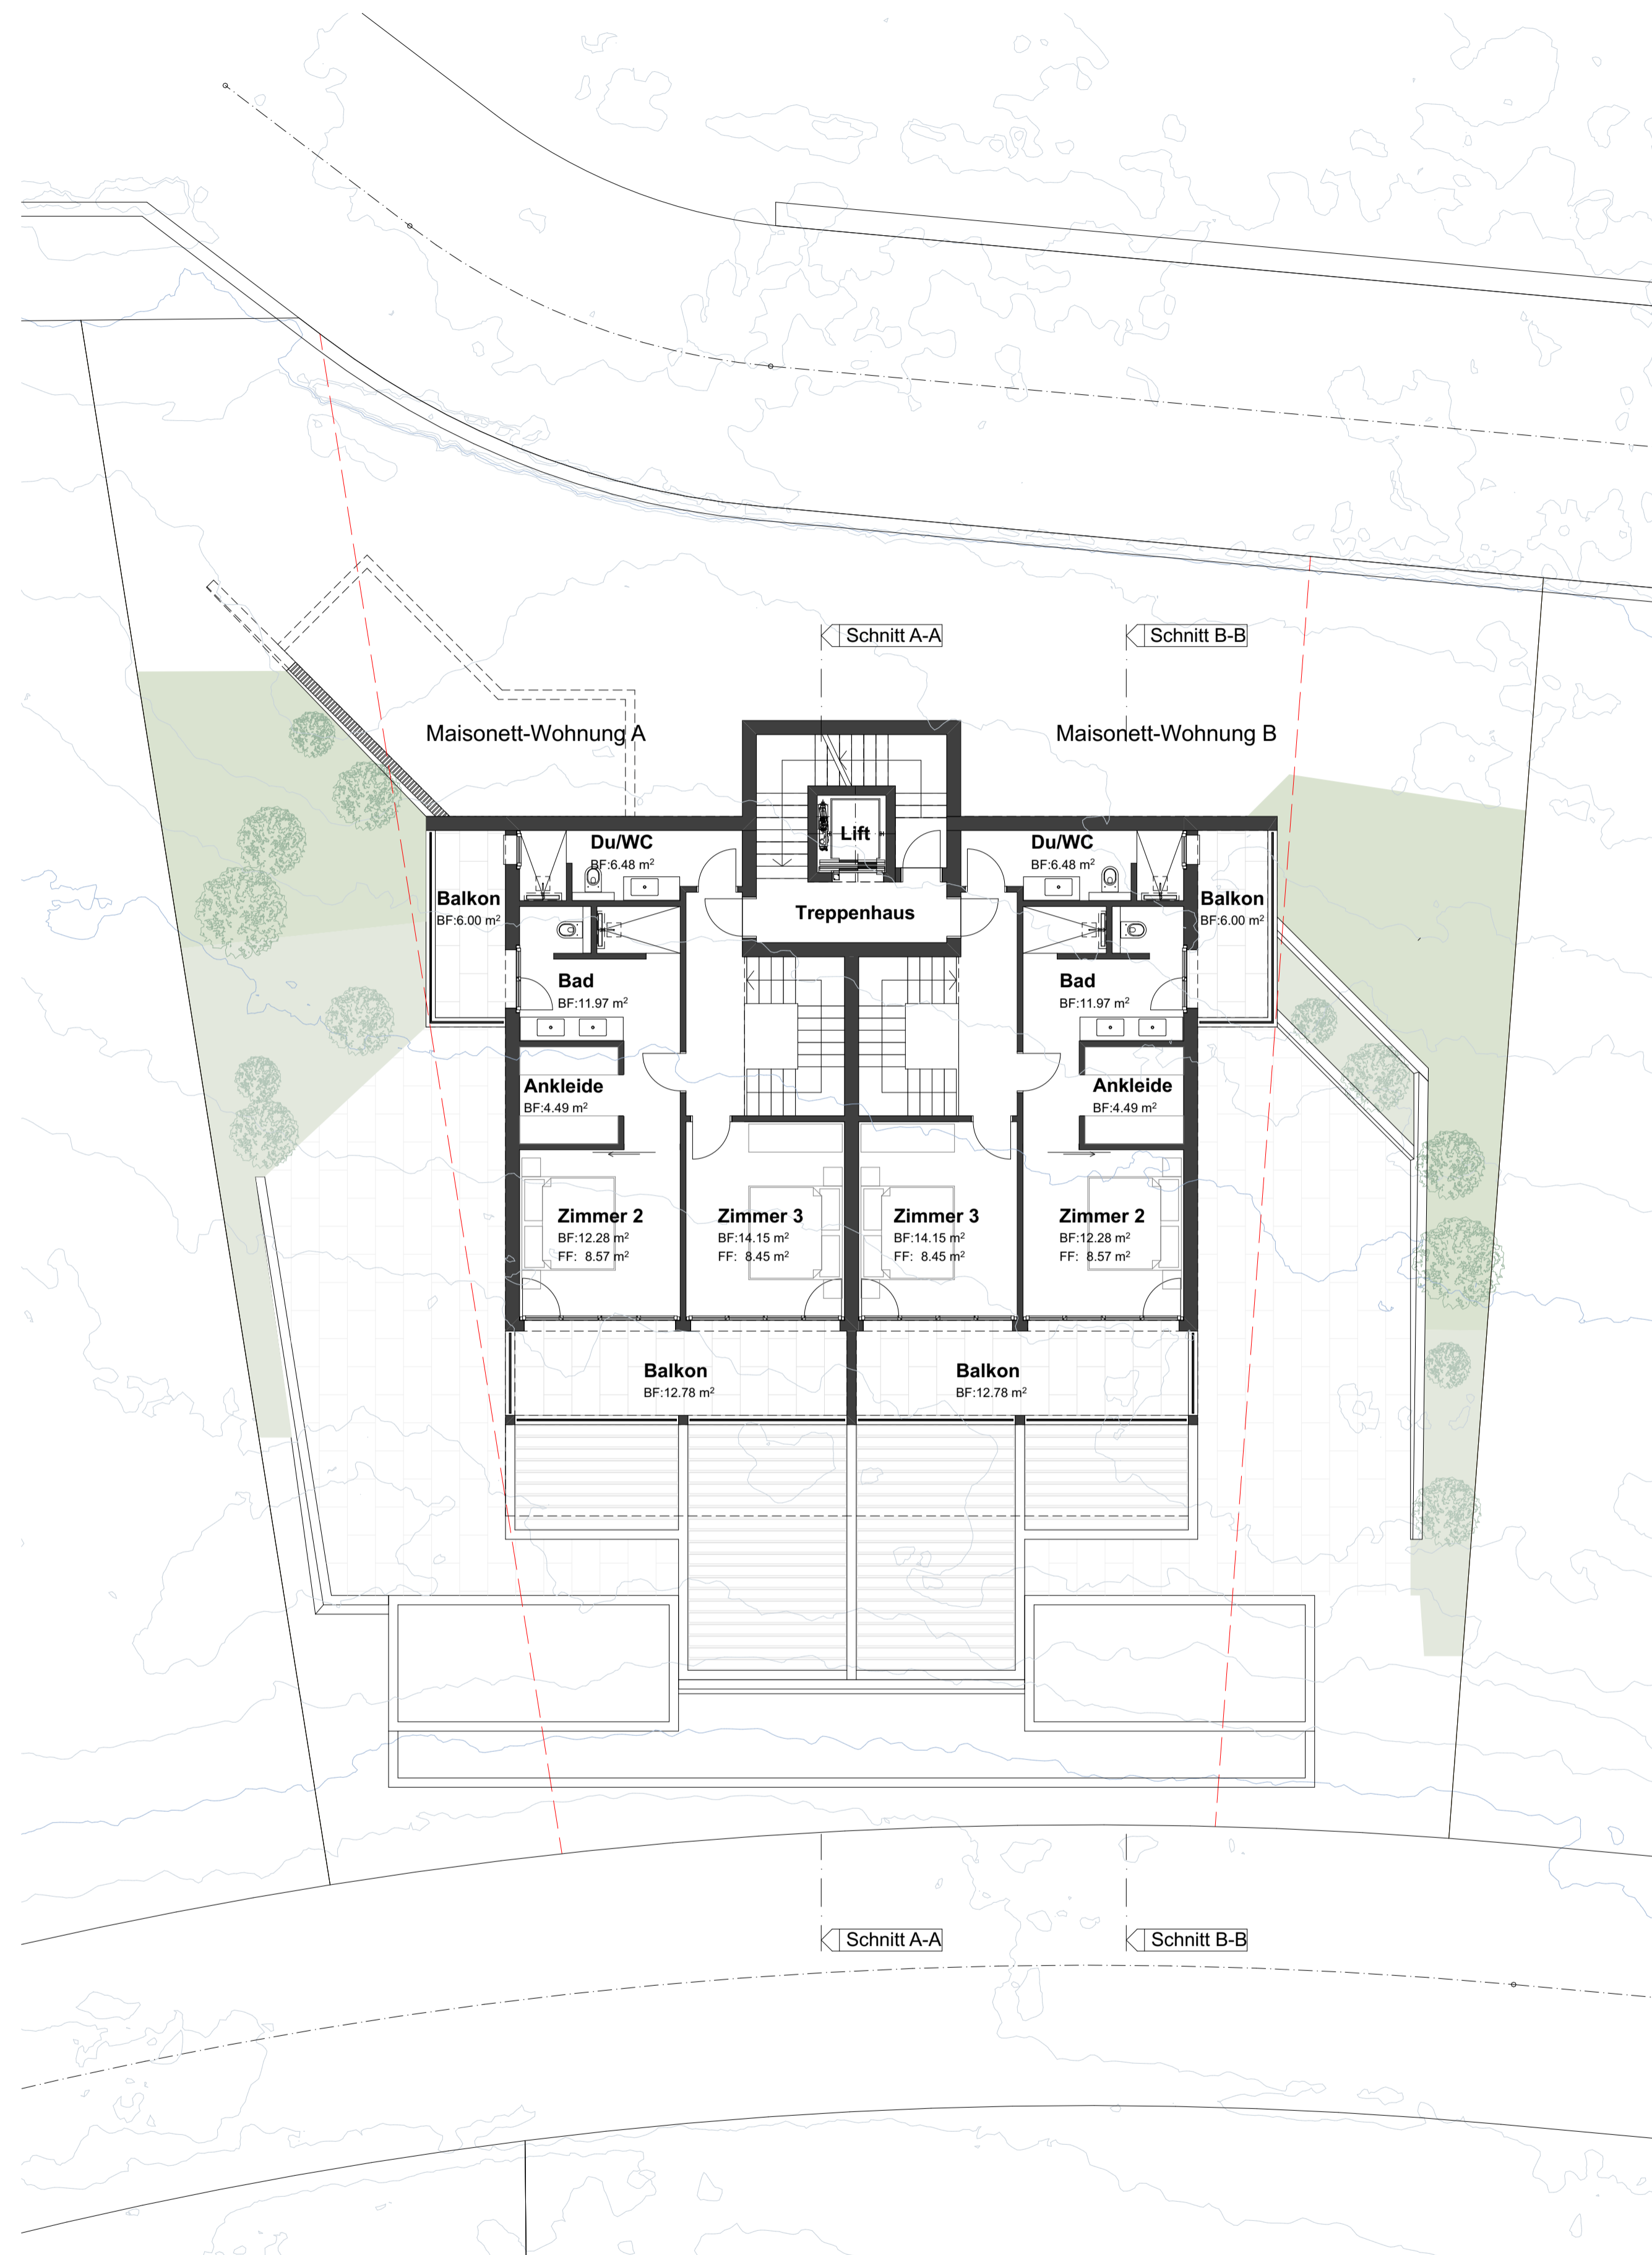 Schnitt A-A
Schnitt B-B
Maisonett-Wohnung A
Maisonett-Wohnung B
Du/WC
BF:6.48 m²
Lift
Du/WC
BF:6.48 m²
Balkon
BF:6.00 m²
Treppenhaus
Balkon
BF:6.00 m²
Bad
BF:11.97 m²
Bad
BF:11.97 m²
Ankleide
BF:4.49 m²
Ankleide
BF:4.49 m²
Zimmer 2
BF:12.28 m²
FF: 8.57 m²
Zimmer 3
BF:14.15 m²
FF: 8.45 m²
Zimmer 3
BF:14.15 m²
FF: 8.45 m²
Zimmer 2
BF:12.28 m²
FF: 8.57 m²
Balkon
BF:12.78 m²
Balkon
BF:12.78 m²
Schnitt A-A
Schnitt B-B